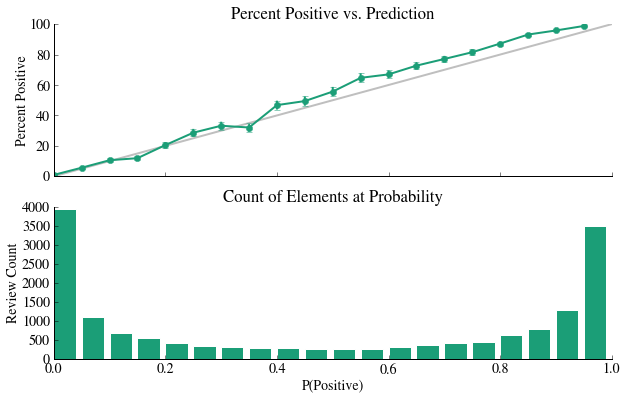 Percent Positive vs. Prediction
100
80
60
40
20
0
Percent Positive
Count of Elements at Probability
4000
3500
3000
2500
2000
1500
1000
500
0
Review Count
0.0 0.2 0.4 0.6 0.8 1.0
P(Positive)